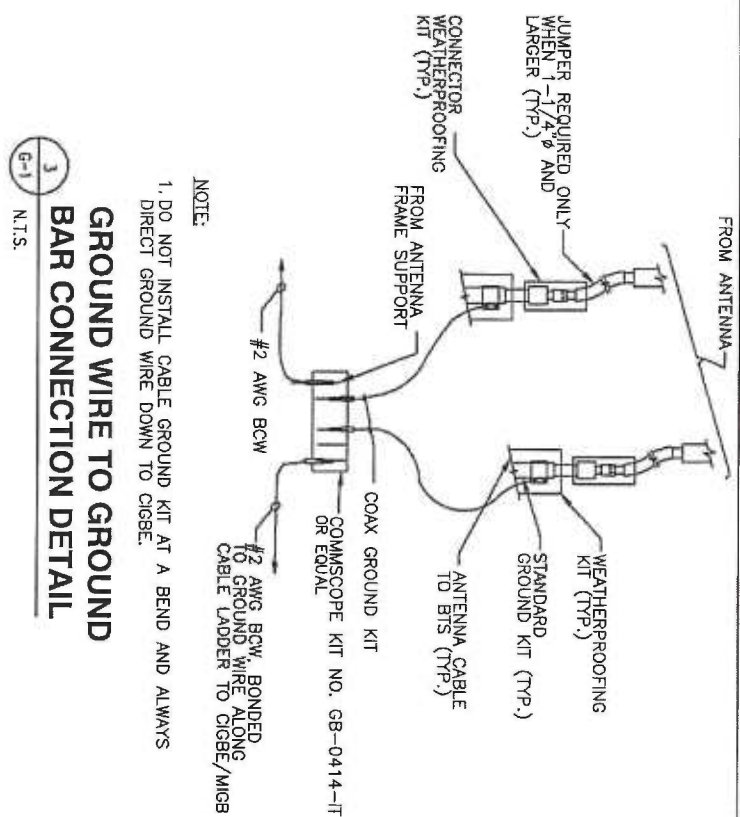 FROM ANTENNA
JUMPER REQUIRED ONLY
WHEN 1-1/4"ø AND
LARGER (TYP.)
CONNECTOR
WEATHERPROOFING
KIT (TYP.)
WEATHERPROOFING
KIT (TYP.)
STANDARD
GROUND KIT (TYP.)
ANTENNA CABLE
TO BTS (TYP.)
FROM ANTENNA
FRAME SUPPORT
COAX GROUND KIT
COMMSCOPE KIT NO. GB-0414-IT
OR EQUAL
#2 AWG BCW
#2 AWG BCW, BONDED
TO GROUND WIRE ALONG
CABLE LADDER TO CIGBE/MIGB
NOTE:
1. DO NOT INSTALL CABLE GROUND KIT AT A BEND AND ALWAYS
DIRECT GROUND WIRE DOWN TO CIGBE.
GROUND WIRE TO GROUND
BAR CONNECTION DETAIL
3
G-1
N.T.S.